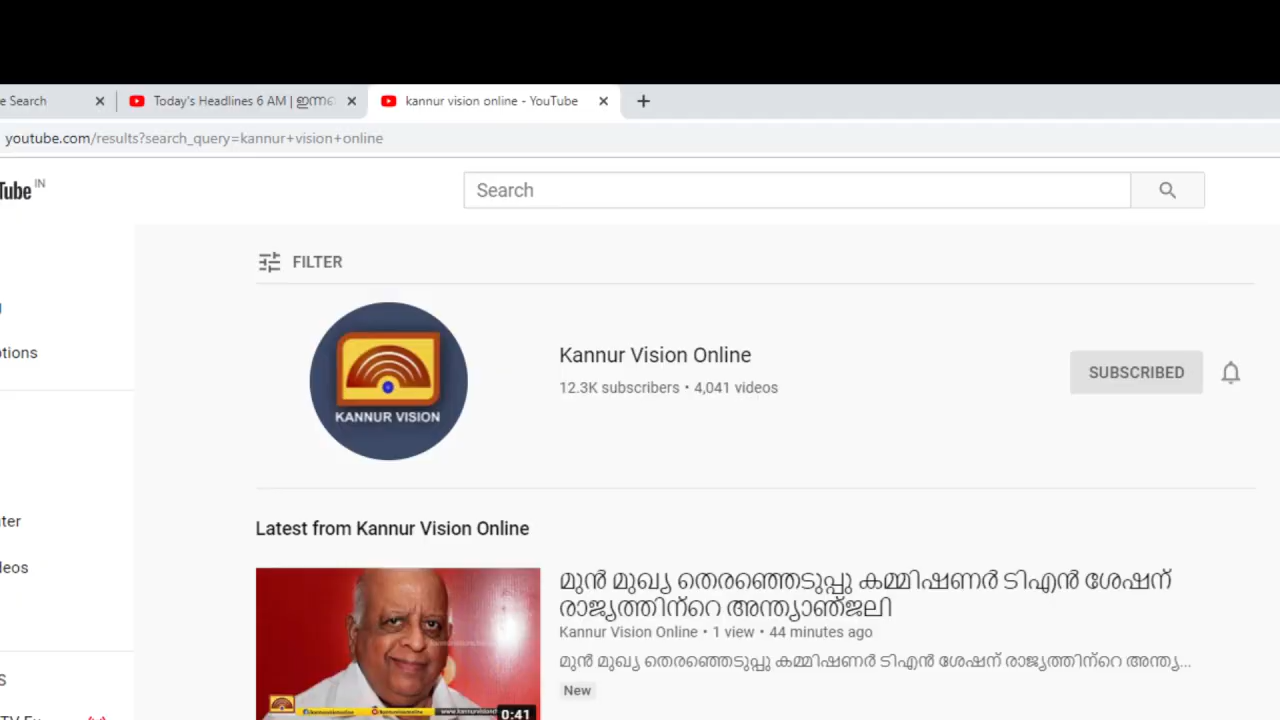 e Search
Today's Headlines 6 AM | ഇന്നത്
kannur vision online - YouTube
youtube.com/results?search_query=kannur+vision+online
Tube IN
Search
FILTER
KANNUR VISION
Kannur Vision Online
12.3K subscribers • 4,041 videos
SUBSCRIBED
ptions
Latest from Kannur Vision Online
മുൻ മുഖ്യ തെരഞ്ഞെടുപ്പു കമ്മിഷണർ ടിഎൻ ശേഷന്
രാജ്യത്തിന്റെ അന്ത്യാഞ്ജലി
Kannur Vision Online • 1 view • 44 minutes ago
മുൻ മുഖ്യ തെരഞ്ഞെടുപ്പു കമ്മിഷണർ ടിഎൻ ശേഷന് രാജ്യത്തിന്റെ അന്ത്യ...
New
0:41
ter
eos
S